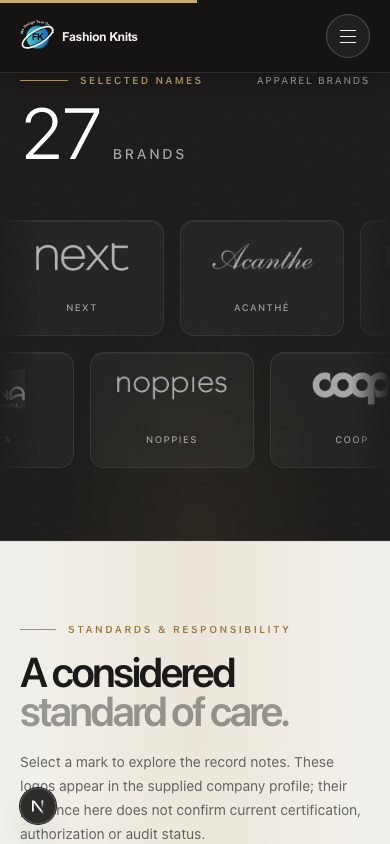 FK
Fashion Knits
SELECTED NAMES
APPAREL BRANDS
27 BRANDS
next
NEXT
Acanthe
ACANTHÉ
A
noppies
NOPPIES
coop
COOP
STANDARDS & RESPONSIBILITY
A considered
standard of care.
Select a mark to explore the record notes. These
logos appear in the supplied company profile; their
here does not confirm current certification,
authorization or audit status.
N